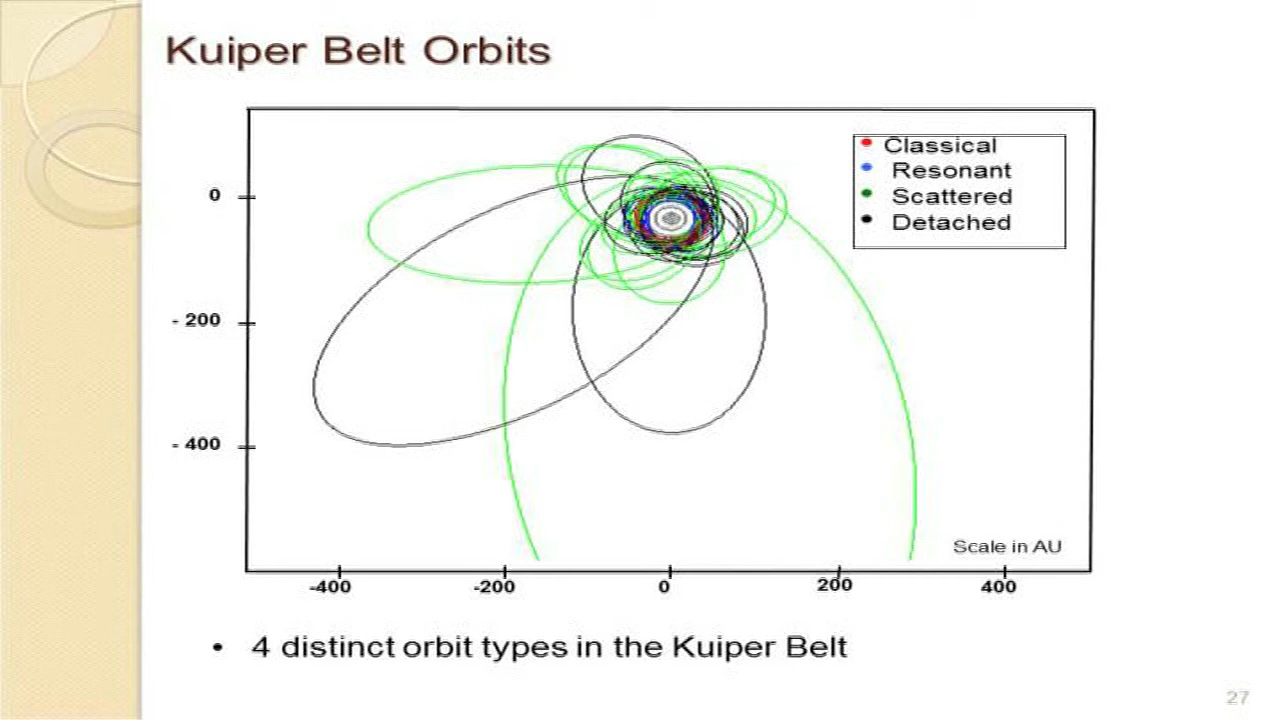 Kuiper Belt Orbits
• Classical
• Resonant
• Scattered
• Detached
0
- 200
- 400
Scale in AU
-400 -200 0 200 400
• 4 distinct orbit types in the Kuiper Belt
27